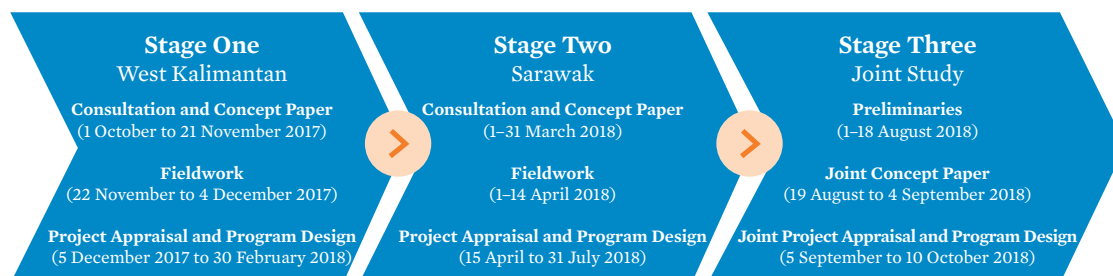 Stage One
West Kalimantan
Consultation and Concept Paper
(1 October to 21 November 2017)
Fieldwork
(22 November to 4 December 2017)
Project Appraisal and Program Design
(5 December 2017 to 30 February 2018)
Stage Two
Sarawak
Consultation and Concept Paper
(1–31 March 2018)
Fieldwork
(1–14 April 2018)
Project Appraisal and Program Design
(15 April to 31 July 2018)
Stage Three
Joint Study
Preliminaries
(1–18 August 2018)
Joint Concept Paper
(19 August to 4 September 2018)
Joint Project Appraisal and Program Design
(5 September to 10 October 2018)